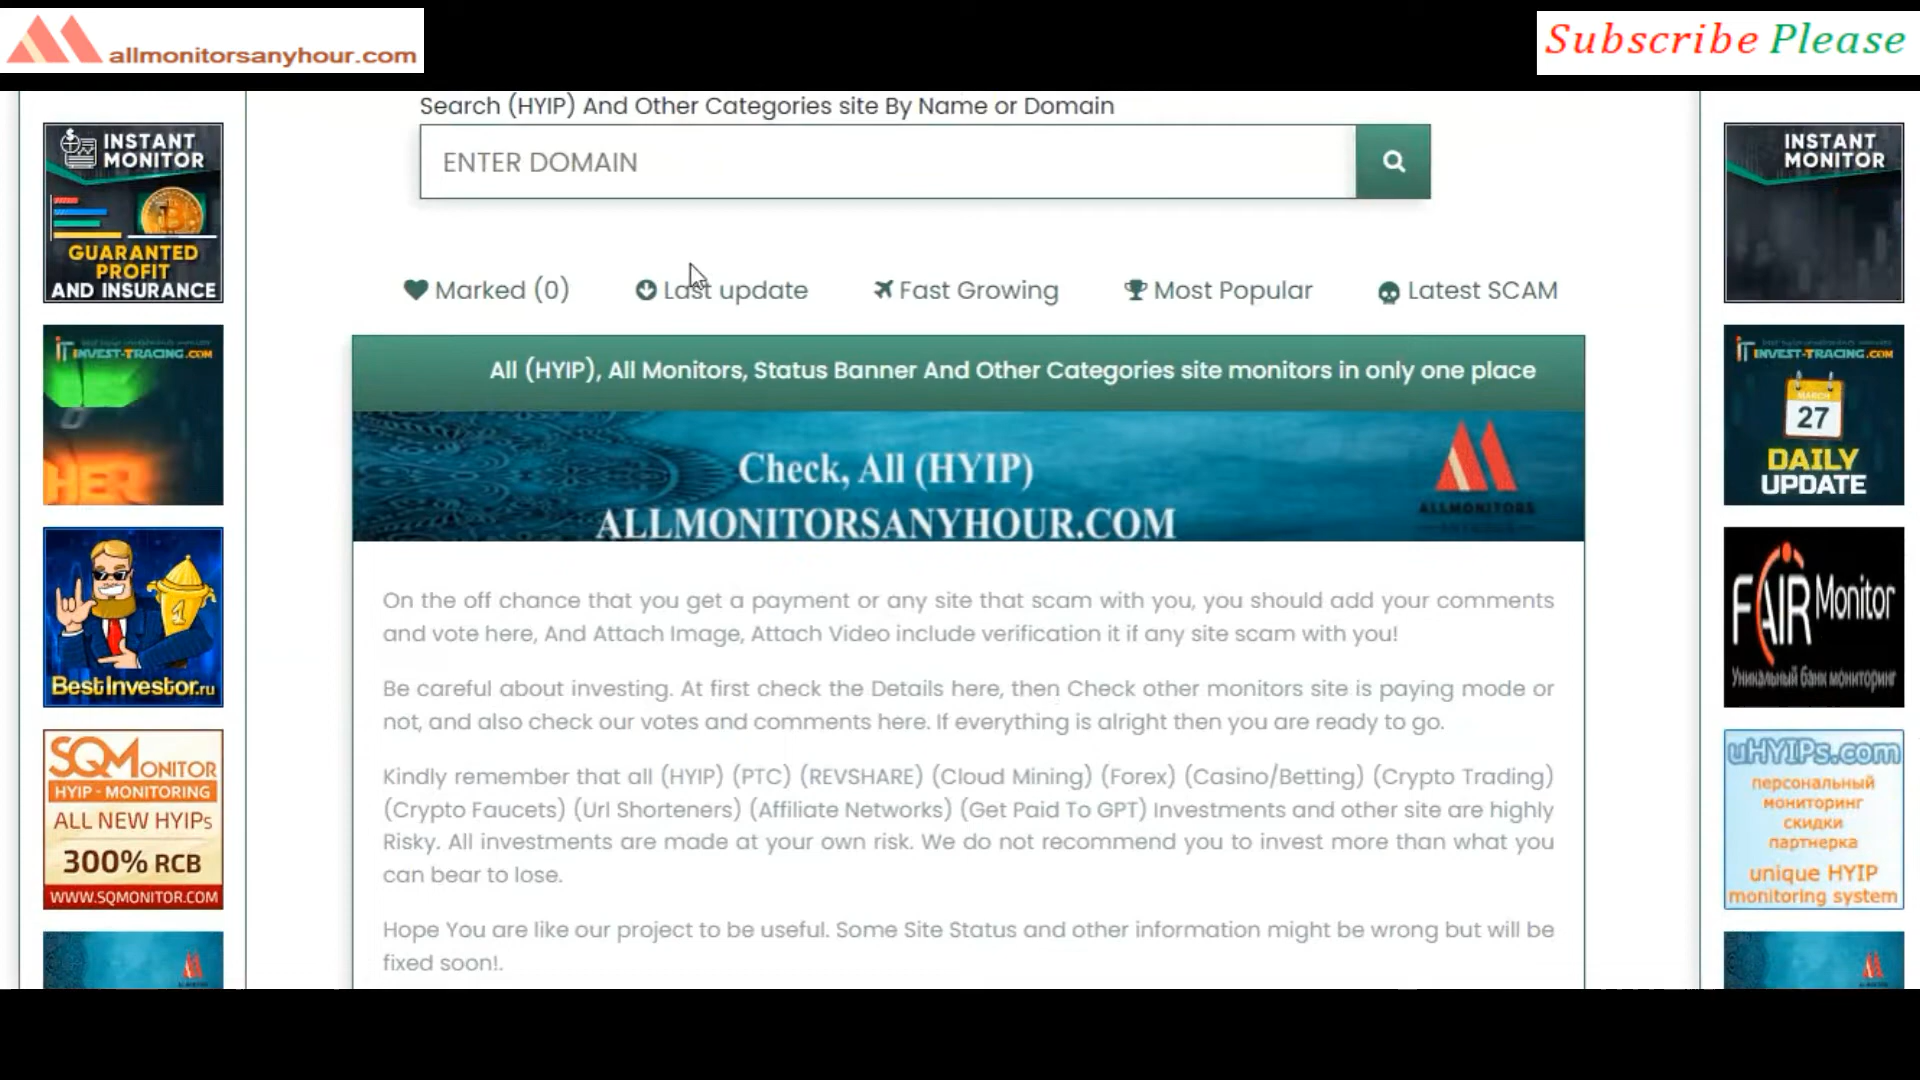 allmonitorsanyhour.com
Subscribe Please
Search (HYIP) And Other Categories site By Name or Domain
ENTER DOMAIN
Marked (0)
Last update
Fast Growing
Most Popular
Latest SCAM
All (HYIP), All Monitors, Status Banner And Other Categories site monitors in only one place
Check, All (HYIP)
ALLMONITORSANYHOUR.COM
ALLMONITORS
On the off chance that you get a payment or any site that scam with you, you should add your comments
and vote here, And Attach Image, Attach Video include verification it if any site scam with you!
Be careful about investing. At first check the Details here, then Check other monitors site is paying mode or
not, and also check our votes and comments here. If everything is alright then you are ready to go.
Kindly remember that all (HYIP) (PTC) (REVSHARE) (Cloud Mining) (Forex) (Casino/Betting) (Crypto Trading)
(Crypto Faucets) (Url Shorteners) (Affiliate Networks) (Get Paid To GPT) Investments and other site are highly
Risky. All investments are made at your own risk. We do not recommend you to invest more than what you
can bear to lose.
Hope You are like our project to be useful. Some Site Status and other information might be wrong but will be
fixed soon!.
INSTANT
MONITOR
GUARANTED
PROFIT
AND INSURANCE
INVEST-TRACING.COM
HER
BestInvestor.ru
SQMONITOR
HYIP - MONITORING
ALL NEW HYIPs
300% RCB
WWW.SQMONITOR.COM
INSTANT
MONITOR
INVEST-TRACING.COM
MARCH
27
DAILY
UPDATE
FAIR Monitor
Уникальный банк мониторинг
uHYIPs.com
персональный
мониторинг
скидки
партнерка
unique HYIP
monitoring system